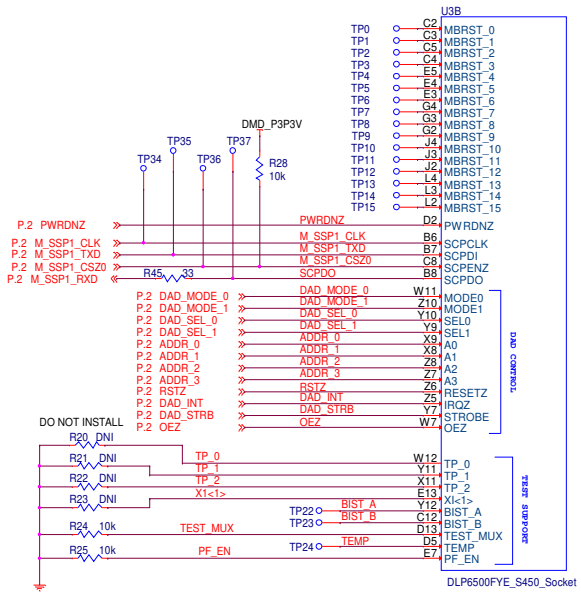 U3B
TP0 C2 MBRST_0
TP1 C3 MBRST_1
TP2 C5 MBRST_2
TP3 C4 MBRST_3
TP4 E5 MBRST_4
TP5 E4 MBRST_5
TP6 E3 MBRST_6
TP7 G4 MBRST_7
TP8 G3 MBRST_8
TP9 G2 MBRST_9
TP10 J4 MBRST_10
TP11 J3 MBRST_11
TP12 J2 MBRST_12
TP13 L4 MBRST_13
TP14 L3 MBRST_14
TP15 L2 MBRST_15
DMD_P3P3V
TP35 TP37
TP34 TP36 R28
10k
P.2 PWRDNZ PWRDNZ D2 PWRDNZ
P.2 M_SSP1_CLK M_SSP1_CLK B6 SCPCLK
P.2 M_SSP1_TXD M_SSP1_TXD B7 SCPDI
P.2 M_SSP1_CSZ0 M_SSP1_CSZ0 C8 SCPENZ
P.2 M_SSP1_RXD R45 33 SCPDO B8 SCPDO
P.2 DAD_MODE_0 DAD_MODE_0 W11 MODE0
P.2 DAD_MODE_1 DAD_MODE_1 Z10 MODE1
P.2 DAD_SEL_0 DAD_SEL_0 Y10 SEL0
P.2 DAD_SEL_1 DAD_SEL_1 Y9 SEL1
P.2 ADDR_0 ADDR_0 X9 A0
P.2 ADDR_1 ADDR_1 X8 A1
P.2 ADDR_2 ADDR_2 Z8 A2
P.2 ADDR_3 ADDR_3 Z7 A3
P.2 RSTZ RSTZ Z6 RESETZ
P.2 DAD_INT DAD_INT Z5 IRQZ
P.2 DAD_STRB DAD_STRB Y7 STROBE
P.2 OEZ OEZ W7 OEZ
DAD CONTROL
DO NOT INSTALL
R20 DNI TP_0 W12 TP_0
R21 DNI TP_1 Y11 TP_1
R22 DNI TP_2 X11 TP_2
R23 DNI X1<1> E13 XI<1>
TP22 BIST_A Y12 BIST_A
TP23 BIST_B C12 BIST_B
R24 10k TEST_MUX D13 TEST_MUX
TP24 TEMP D5 TEMP
R25 10k PF_EN E7 PF_EN
TEST SUPPORT
DLP6500FYE_S450_Socket